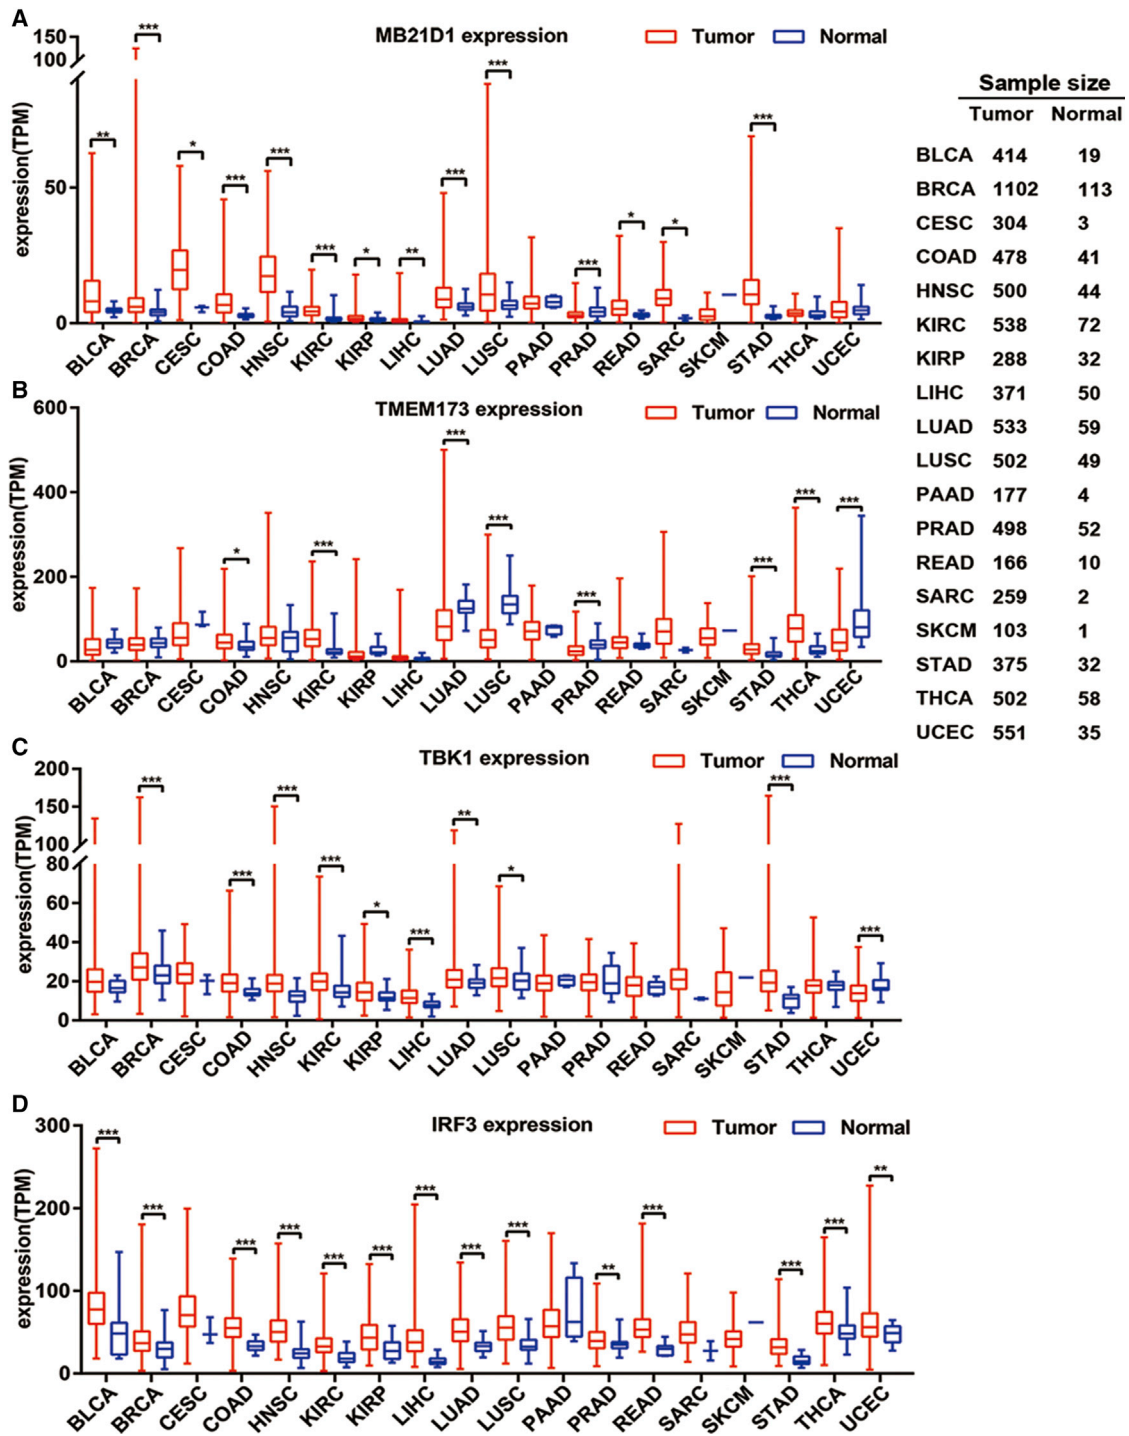 A
MB21D1 expression
Tumor
Normal
expression(TPM)
150
100
50
0
**
***
*
***
***
***
*
**
***
***
***
*
*
***
BLCA
BRCA
CESC
COAD
HNSC
KIRC
KIRP
LIHC
LUAD
LUSC
PAAD
PRAD
READ
SARC
SKCM
STAD
THCA
UCEC
B
TMEM173 expression
Tumor
Normal
expression(TPM)
600
400
200
0
*
***
***
***
***
***
***
***
BLCA
BRCA
CESC
COAD
HNSC
KIRC
KIRP
LIHC
LUAD
LUSC
PAAD
PRAD
READ
SARC
SKCM
STAD
THCA
UCEC
C
TBK1 expression
Tumor
Normal
expression(TPM)
200
150
100
80
60
40
20
0
***
***
***
***
*
***
**
*
***
***
BLCA
BRCA
CESC
COAD
HNSC
KIRC
KIRP
LIHC
LUAD
LUSC
PAAD
PRAD
READ
SARC
SKCM
STAD
THCA
UCEC
D
IRF3 expression
Tumor
Normal
expression(TPM)
300
200
100
0
***
***
***
***
***
***
***
***
***
**
***
***
***
**
BLCA
BRCA
CESC
COAD
HNSC
KIRC
KIRP
LIHC
LUAD
LUSC
PAAD
PRAD
READ
SARC
SKCM
STAD
THCA
UCEC
Sample size
Tumor Normal
BLCA 414 19
BRCA 1102 113
CESC 304 3
COAD 478 41
HNSC 500 44
KIRC 538 72
KIRP 288 32
LIHC 371 50
LUAD 533 59
LUSC 502 49
PAAD 177 4
PRAD 498 52
READ 166 10
SARC 259 2
SKCM 103 1
STAD 375 32
THCA 502 58
UCEC 551 35